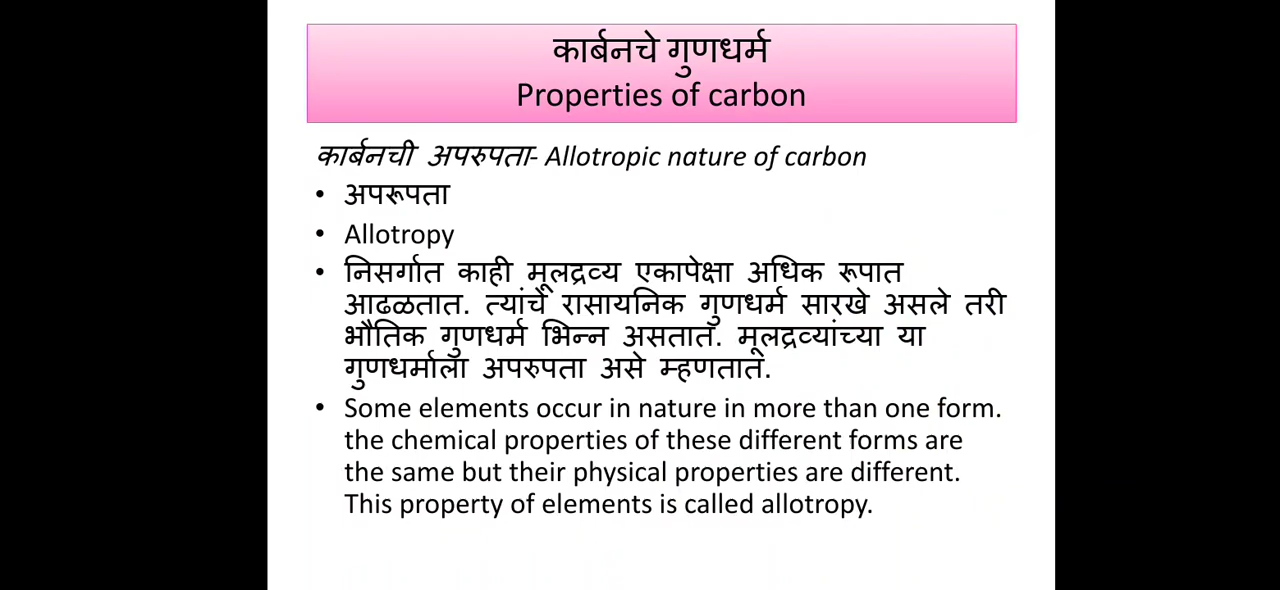 कार्बनचे गुणधर्म
Properties of carbon
कार्बनची अपरुपता- Allotropic nature of carbon
• अपरूपता
• Allotropy
• निसर्गात काही मूलद्रव्य एकापेक्षा अधिक रूपात
आढळतात. त्यांचे रासायनिक गुणधर्म सारखे असले तरी
भौतिक गुणधर्म भिन्न असतात. मूलद्रव्यांच्या या
गुणधर्माला अपरुपता असे म्हणतात.
• Some elements occur in nature in more than one form.
the chemical properties of these different forms are
the same but their physical properties are different.
This property of elements is called allotropy.